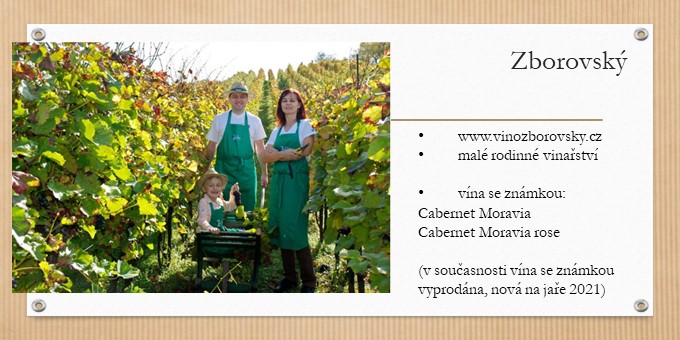 Zborovský
• www.vinozborovsky.cz
• malé rodinné vinařství
• vína se známkou:
Cabernet Moravia
Cabernet Moravia rose
(v současnosti vína se známkou
vyprodána, nová na jaře 2021)